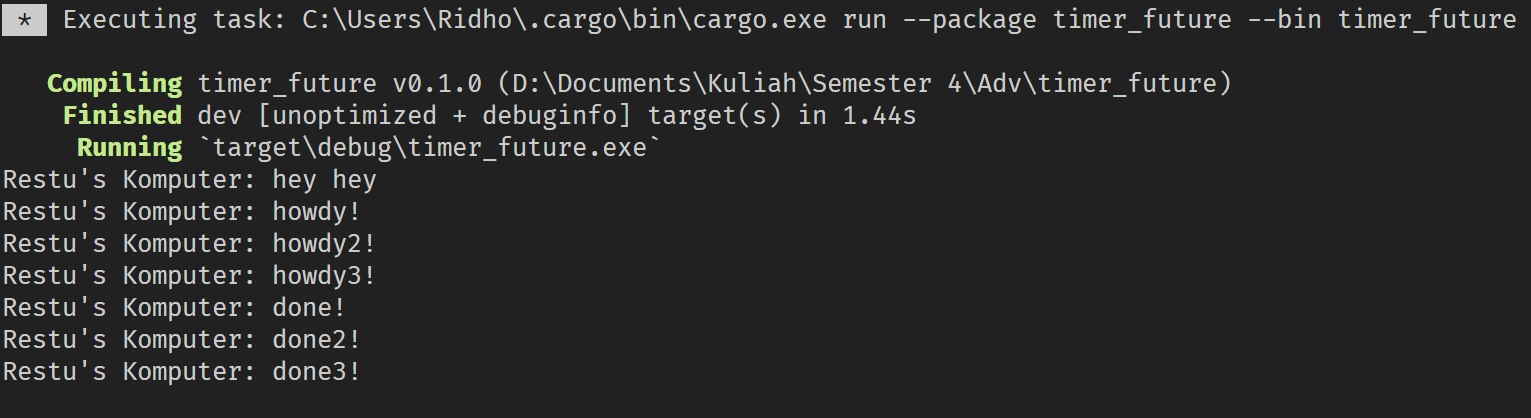 * Executing task: C:\Users\Ridho\.cargo\bin\cargo.exe run --package timer_future --bin timer_future
Compiling timer_future v0.1.0 (D:\Documents\Kuliah\Semester 4\Adv\timer_future)
Finished dev [unoptimized + debuginfo] target(s) in 1.44s
Running `target\debug\timer_future.exe`
Restu's Komputer: hey hey
Restu's Komputer: howdy!
Restu's Komputer: howdy2!
Restu's Komputer: howdy3!
Restu's Komputer: done!
Restu's Komputer: done2!
Restu's Komputer: done3!